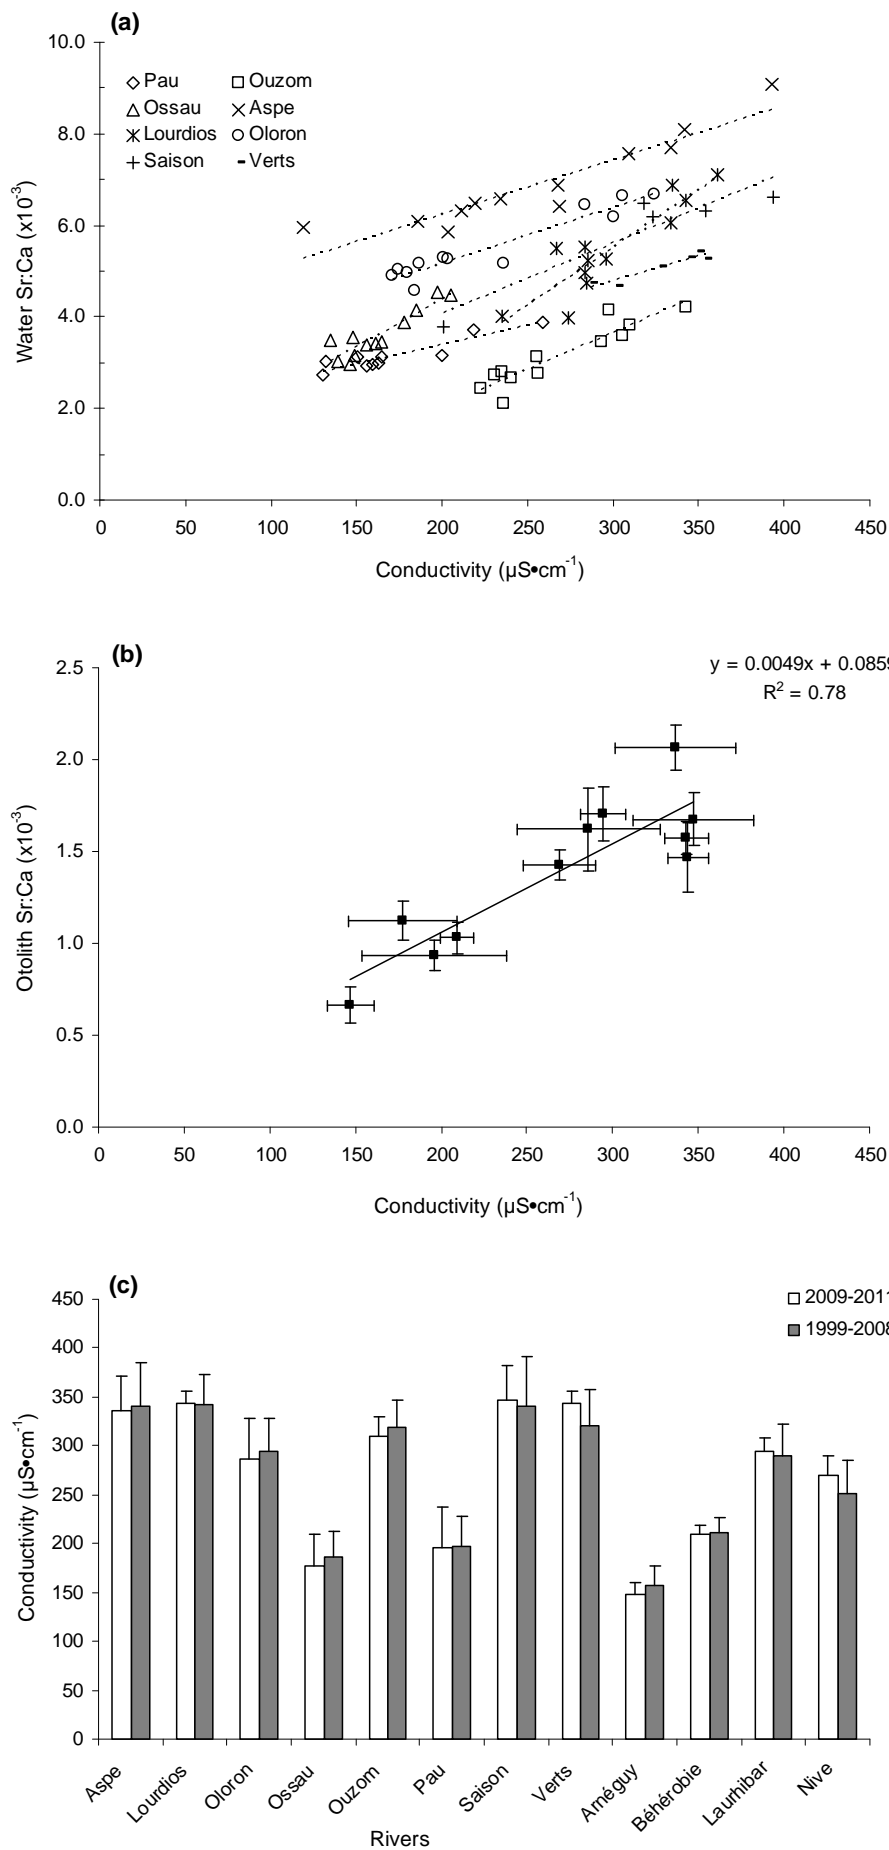 (a)
10.0
8.0
6.0
4.0
2.0
0.0
Water Sr:Ca (x10-3)
Pau
Ouzom
Ossau
Aspe
Lourdios
Oloron
Saison
Verts
0 50 100 150 200 250 300 350 400 450
Conductivity (µS•cm-1)
(b)
y = 0.0049x + 0.0859
R2 = 0.78
2.5
2.0
1.5
1.0
0.5
0.0
Otolith Sr:Ca (x10-3)
0 50 100 150 200 250 300 350 400 450
Conductivity (µS•cm-1)
(c)
2009-2011
1999-2008
450
400
350
300
250
200
150
100
50
0
Conductivity (µS•cm-1)
Aspe
Lourdios
Oloron
Ossau
Ouzom
Pau
Saison
Verts
Arnéguy
Béhérobie
Laurhibar
Nive
Rivers